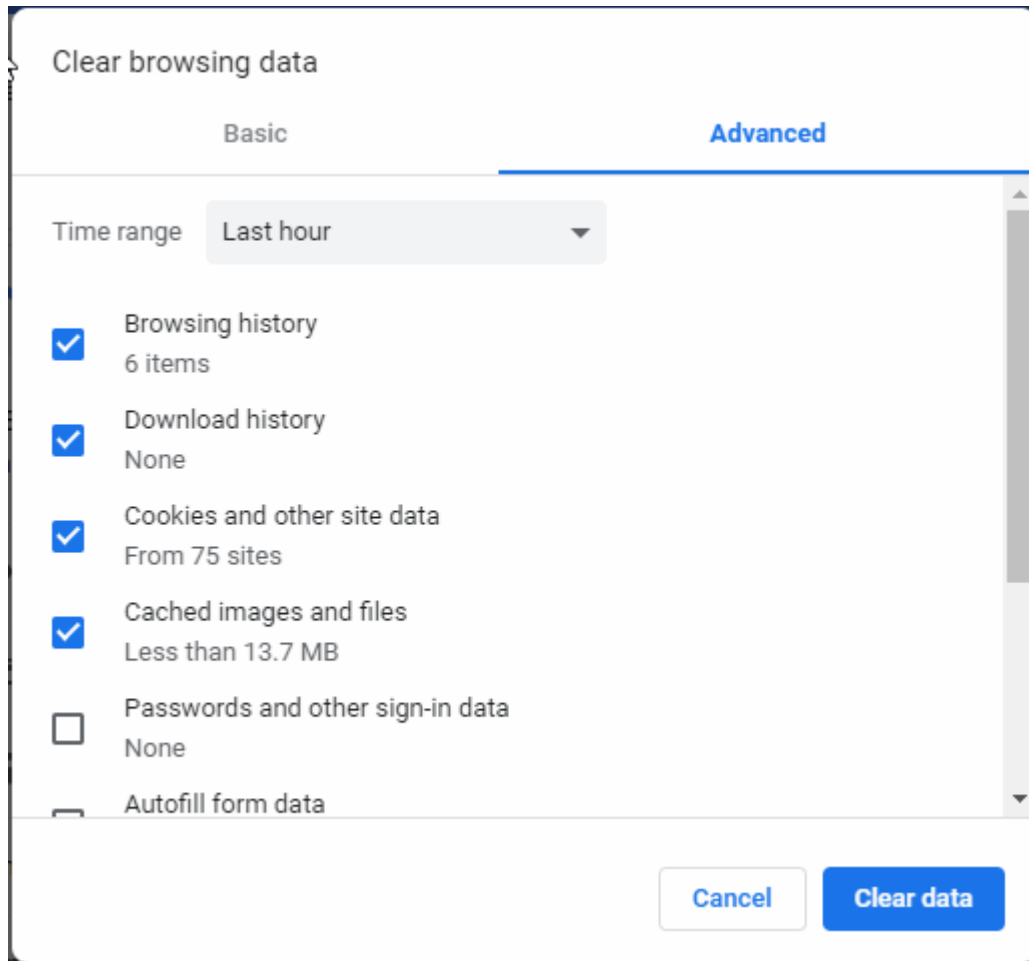 Clear browsing data
Basic
Advanced
Time range
Last hour
Browsing history
6 items
Download history
None
Cookies and other site data
From 75 sites
Cached images and files
Less than 13.7 MB
Passwords and other sign-in data
None
Autofill form data
Cancel
Clear data